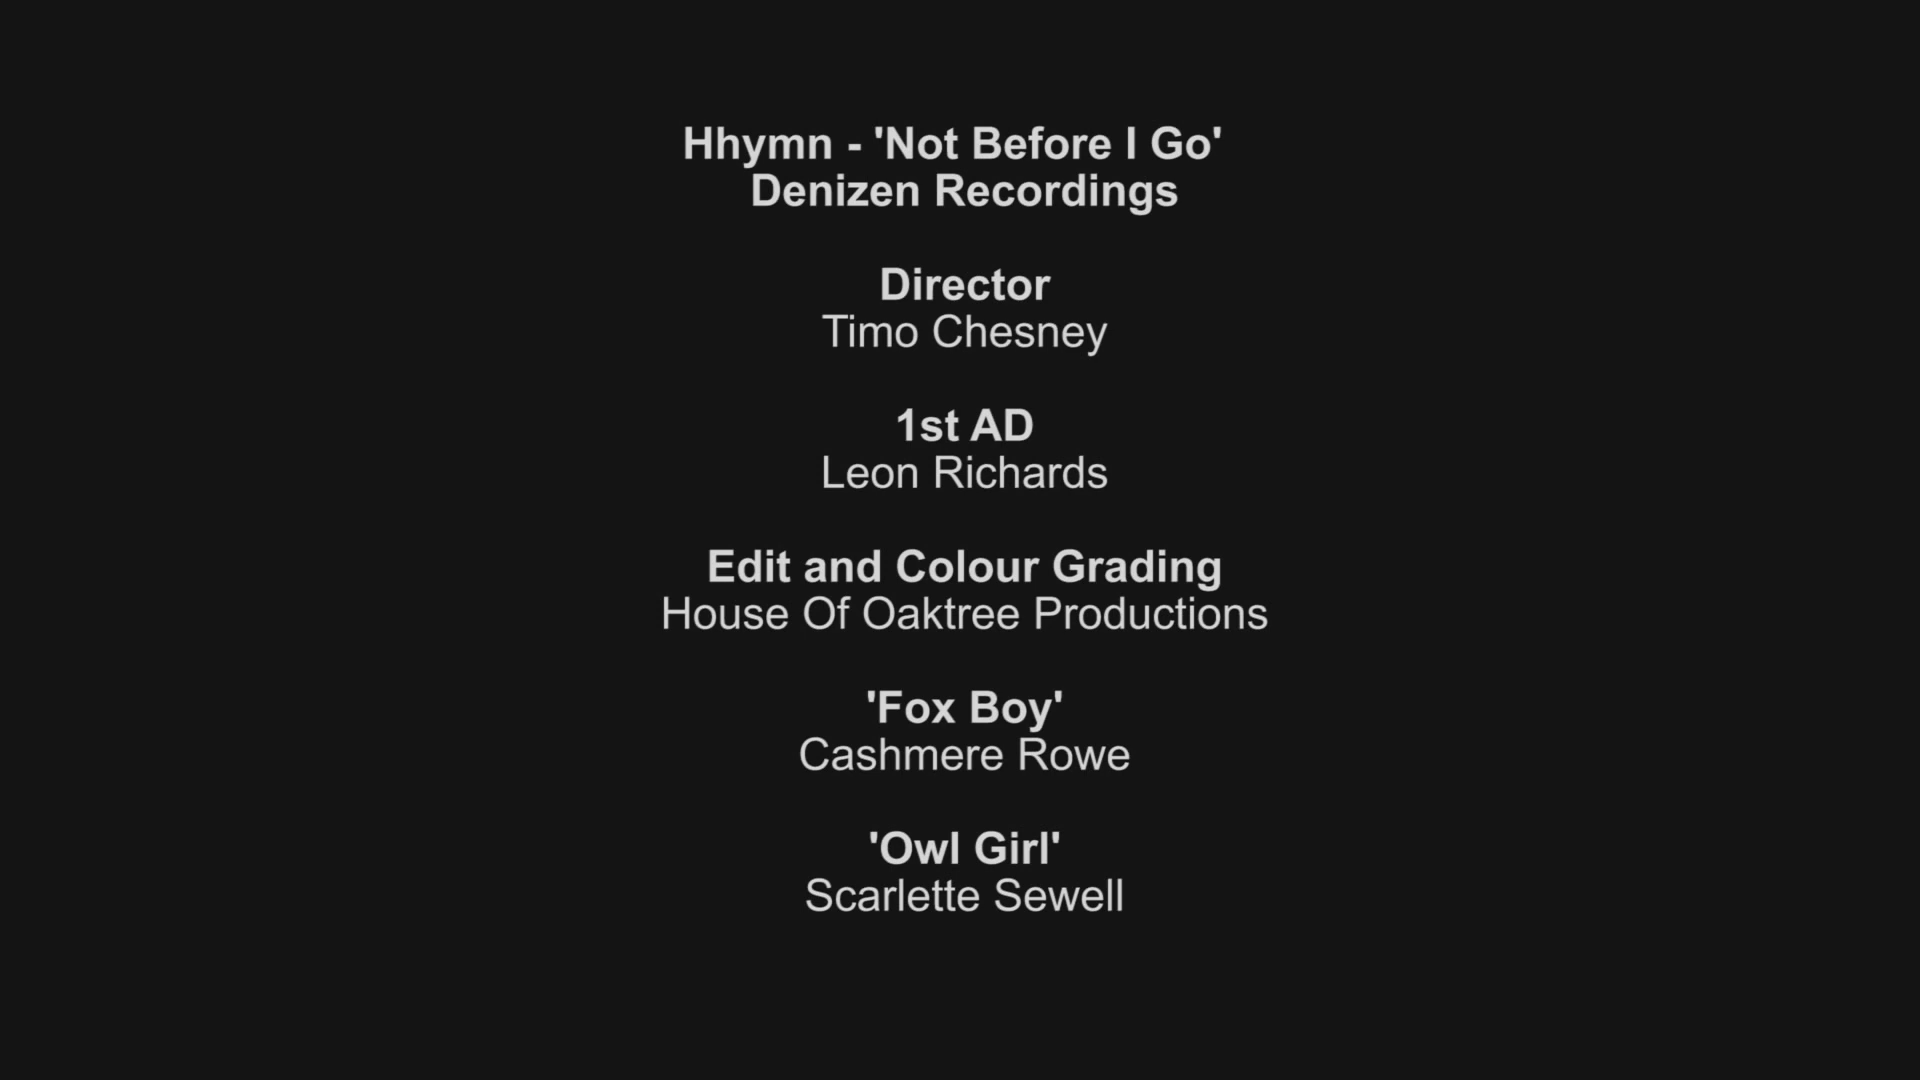 Hhymn - 'Not Before I Go'
Denizen Recordings
Director
Timo Chesney
1st AD
Leon Richards
Edit and Colour Grading
House Of Oaktree Productions
'Fox Boy'
Cashmere Rowe
'Owl Girl'
Scarlette Sewell